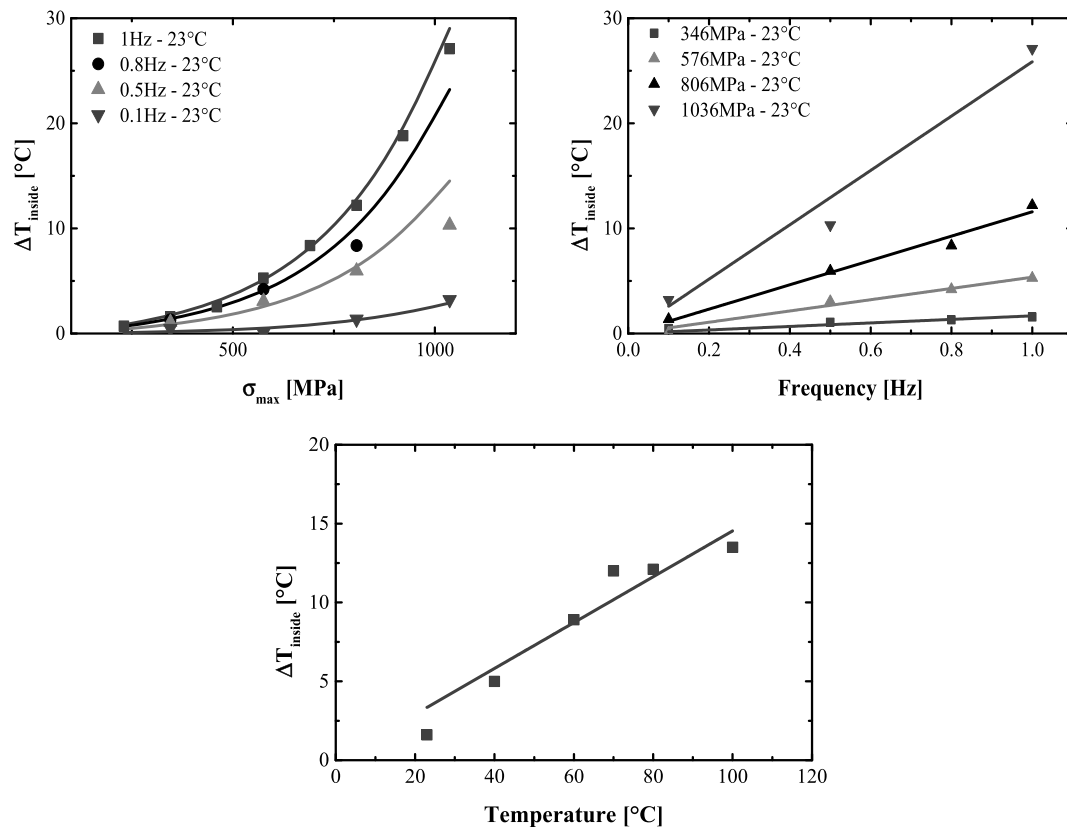 30
20
10
0
500
1000
ΔT_inside [°C]
σ_max [MPa]
1Hz - 23°C
0.8Hz - 23°C
0.5Hz - 23°C
0.1Hz - 23°C
30
20
10
0
0.0
0.2
0.4
0.6
0.8
1.0
ΔT_inside [°C]
Frequency [Hz]
346MPa - 23°C
576MPa - 23°C
806MPa - 23°C
1036MPa - 23°C
20
15
10
5
0
0
20
40
60
80
100
120
ΔT_inside [°C]
Temperature [°C]